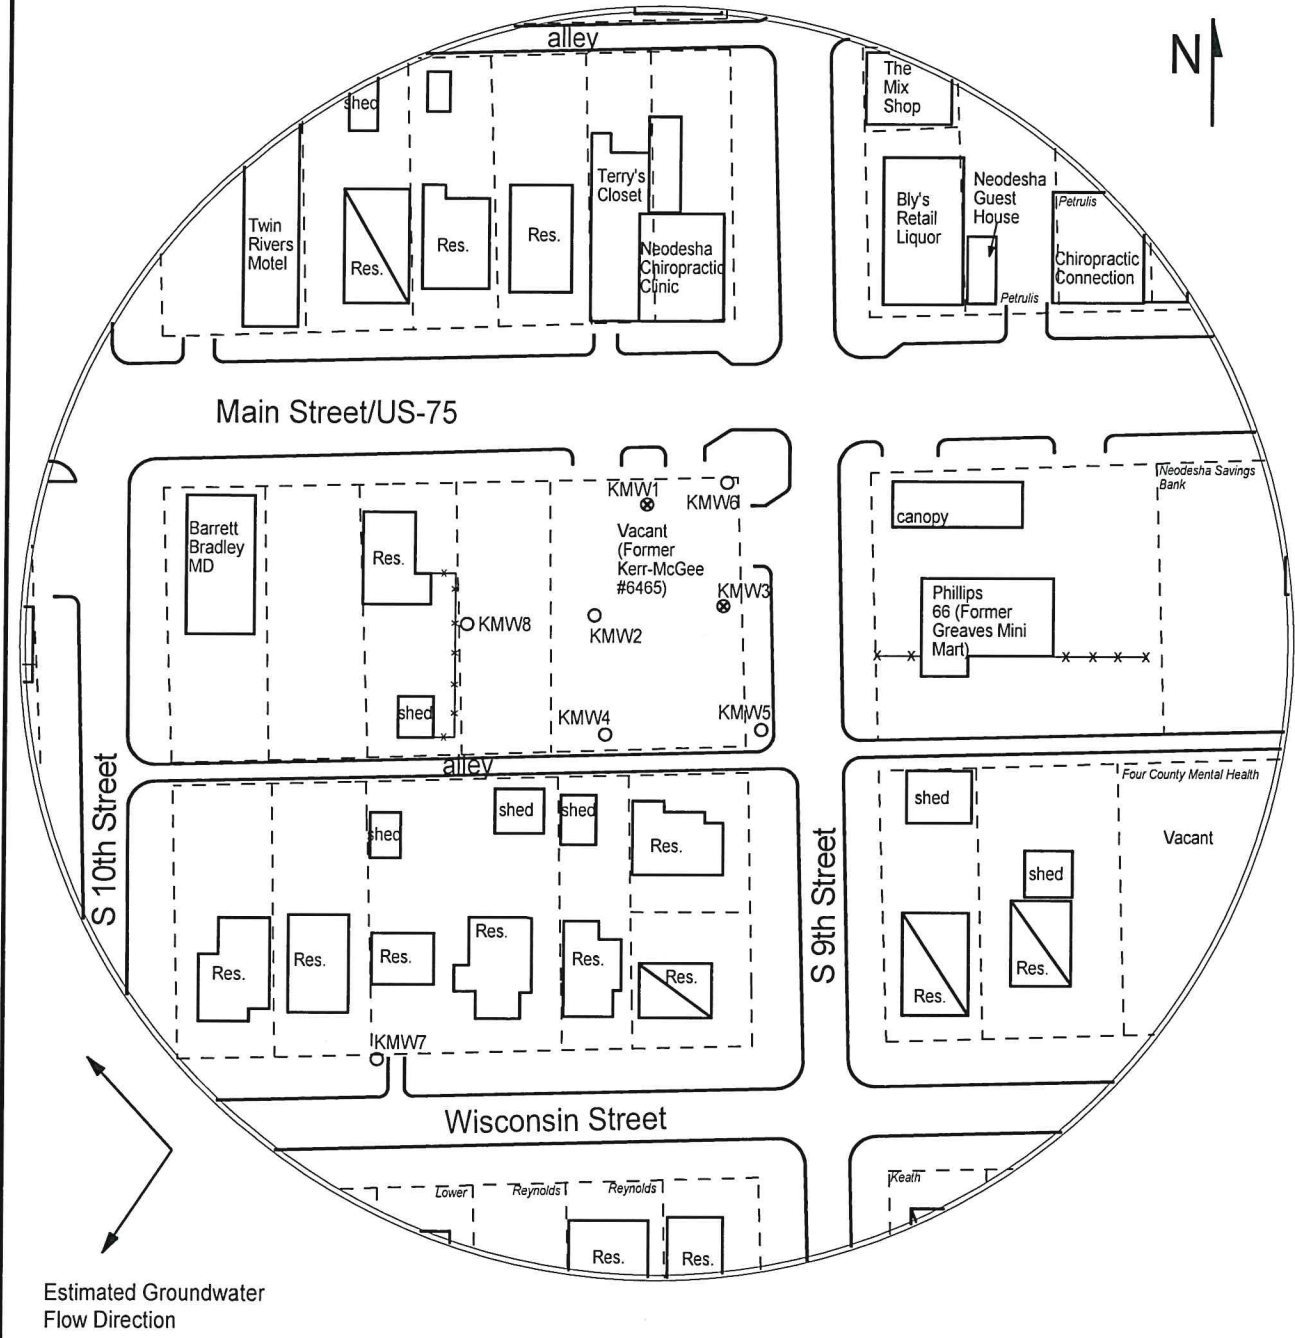 alley
N
The
Mix
Shop
shed
Terry's
Closet
Neodesha
Guest
House
Bly's
Retail
Liquor
Petrulis
Twin
Rivers
Motel
Res.
Res.
Res.
Neodesha
Chiropractic
Clinic
Chiropractic
Connection
Petrulis
Main Street/US-75
Neodesha Savings
Bank
KMW1
KMW6
canopy
Barrett
Bradley
MD
Res.
Vacant
(Former
Kerr-McGee
#6465)
KMW3
Phillips
66 (Former
Greaves Mini
Mart)
KMW8
KMW2
shed
KMW4
KMW5
alley
S 10th Street
Four County Mental Health
shed
shed
shed
shed
Res.
Vacant
S 9th Street
shed
Res.
Res.
Res.
Res.
Res.
Res.
Res.
Res.
KMW7
Wisconsin Street
Lower
Reynolds
Reynolds
Keath
Res.
Res.
Estimated Groundwater
Flow Direction